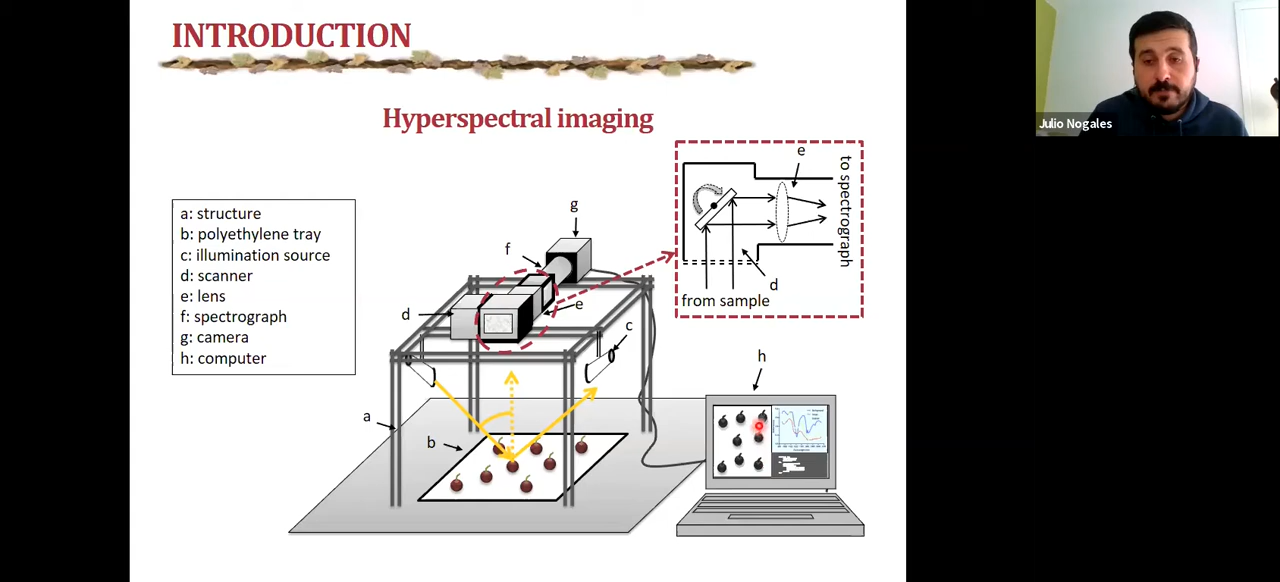 INTRODUCTION
Hyperspectral imaging
Julio Nogales
a: structure
b: polyethylene tray
c: illumination source
d: scanner
e: lens
f: spectrograph
g: camera
h: computer
g
f
d
e
c
a
b
h
e
to spectrograph
d
from sample